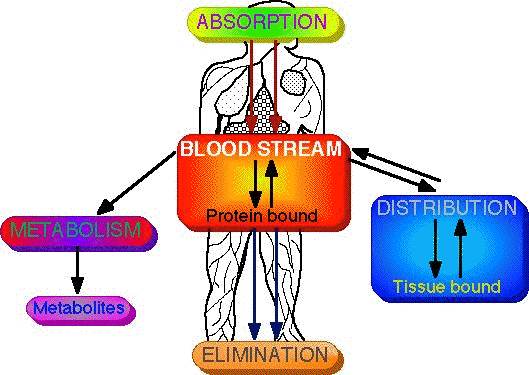 ABSORPTION
BLOOD STREAM
Protein bound
METABOLISM
Metabolites
DISTRIBUTION
Tissue bound
ELIMINATION